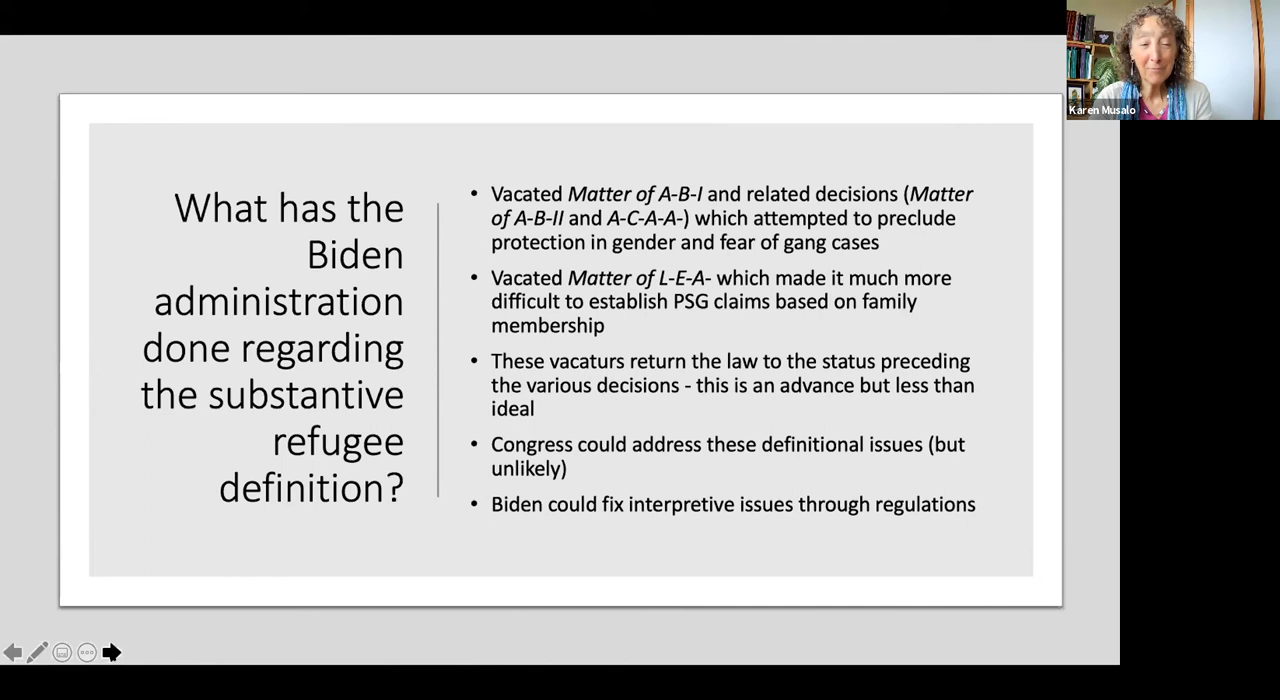 Karen Musalo
What has the
Biden
administration
done regarding
the substantive
refugee
definition?
• Vacated Matter of A-B-I and related decisions (Matter
of A-B-II and A-C-A-A-) which attempted to preclude
protection in gender and fear of gang cases
• Vacated Matter of L-E-A- which made it much more
difficult to establish PSG claims based on family
membership
• These vacaturs return the law to the status preceding
the various decisions - this is an advance but less than
ideal
• Congress could address these definitional issues (but
unlikely)
• Biden could fix interpretive issues through regulations